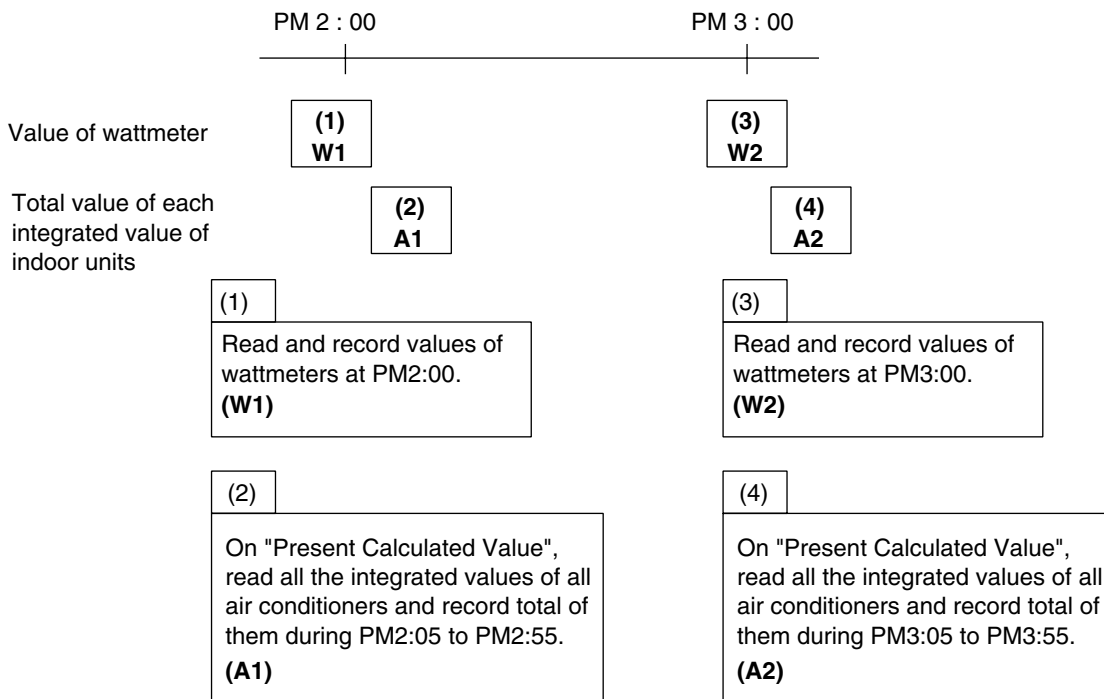 PM 2 : 00
PM 3 : 00
Value of wattmeter
(1)
W1
(3)
W2
Total value of each
integrated value of
indoor units
(2)
A1
(4)
A2
(1)
Read and record values of
wattmeters at PM2:00.
(W1)
(3)
Read and record values of
wattmeters at PM3:00.
(W2)
(2)
On "Present Calculated Value",
read all the integrated values of all
air conditioners and record total of
them during PM2:05 to PM2:55.
(A1)
(4)
On "Present Calculated Value",
read all the integrated values of all
air conditioners and record total of
them during PM3:05 to PM3:55.
(A2)